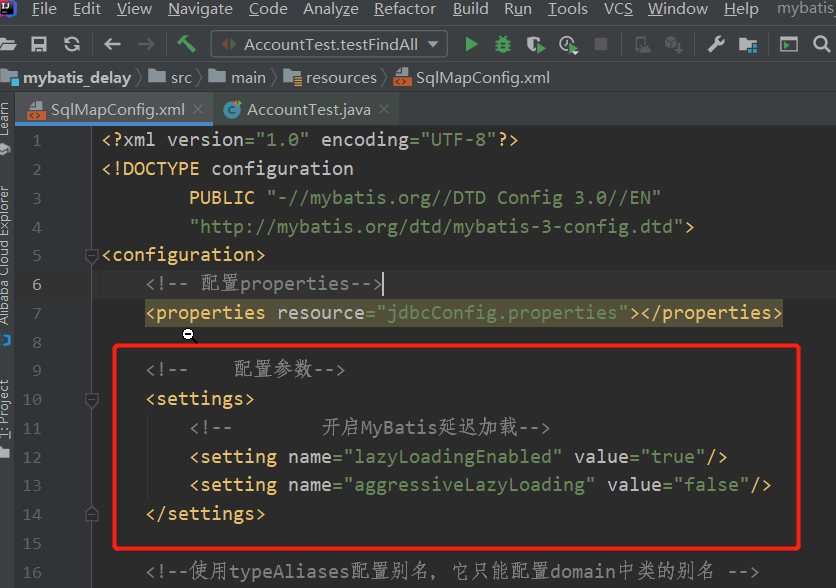 File Edit View Navigate Code Analyze Refactor Build Run Tools VCS Window Help mybatis_
AccountTest.testFindAll
mybatis_delay src main resources SqlMapConfig.xml
SqlMapConfig.xml AccountTest.java
Learn
Alibaba Cloud Explorer
1: Project
1 <?xml version="1.0" encoding="UTF-8"?>
2 <!DOCTYPE configuration
3 PUBLIC "-//mybatis.org//DTD Config 3.0//EN"
4 "http://mybatis.org/dtd/mybatis-3-config.dtd">
5 <configuration>
6 <!-- 配置properties-->
7 <properties resource="jdbcConfig.properties"></properties>
8
9 <!-- 配置参数-->
10 <settings>
11 <!-- 开启MyBatis延迟加载-->
12 <setting name="lazyLoadingEnabled" value="true"/>
13 <setting name="aggressiveLazyLoading" value="false"/>
14 </settings>
15
16 <!--使用typeAliases配置别名，它只能配置domain中类的别名 -->